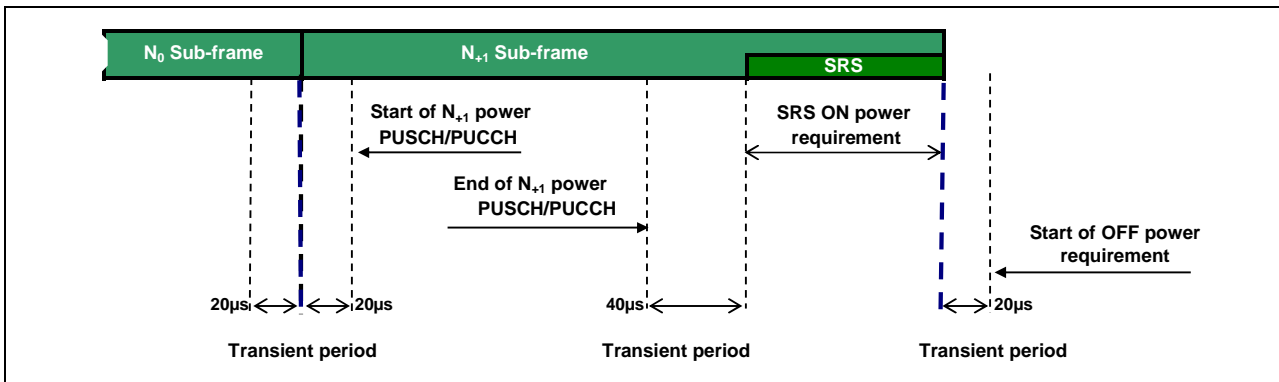 N₀ Sub-frame
N₊₁ Sub-frame
SRS
Start of N₊₁ power
PUSCH/PUCCH
SRS ON power
requirement
End of N₊₁ power
PUSCH/PUCCH
Start of OFF power
requirement
20µs
20µs
40µs
20µs
Transient period
Transient period
Transient period